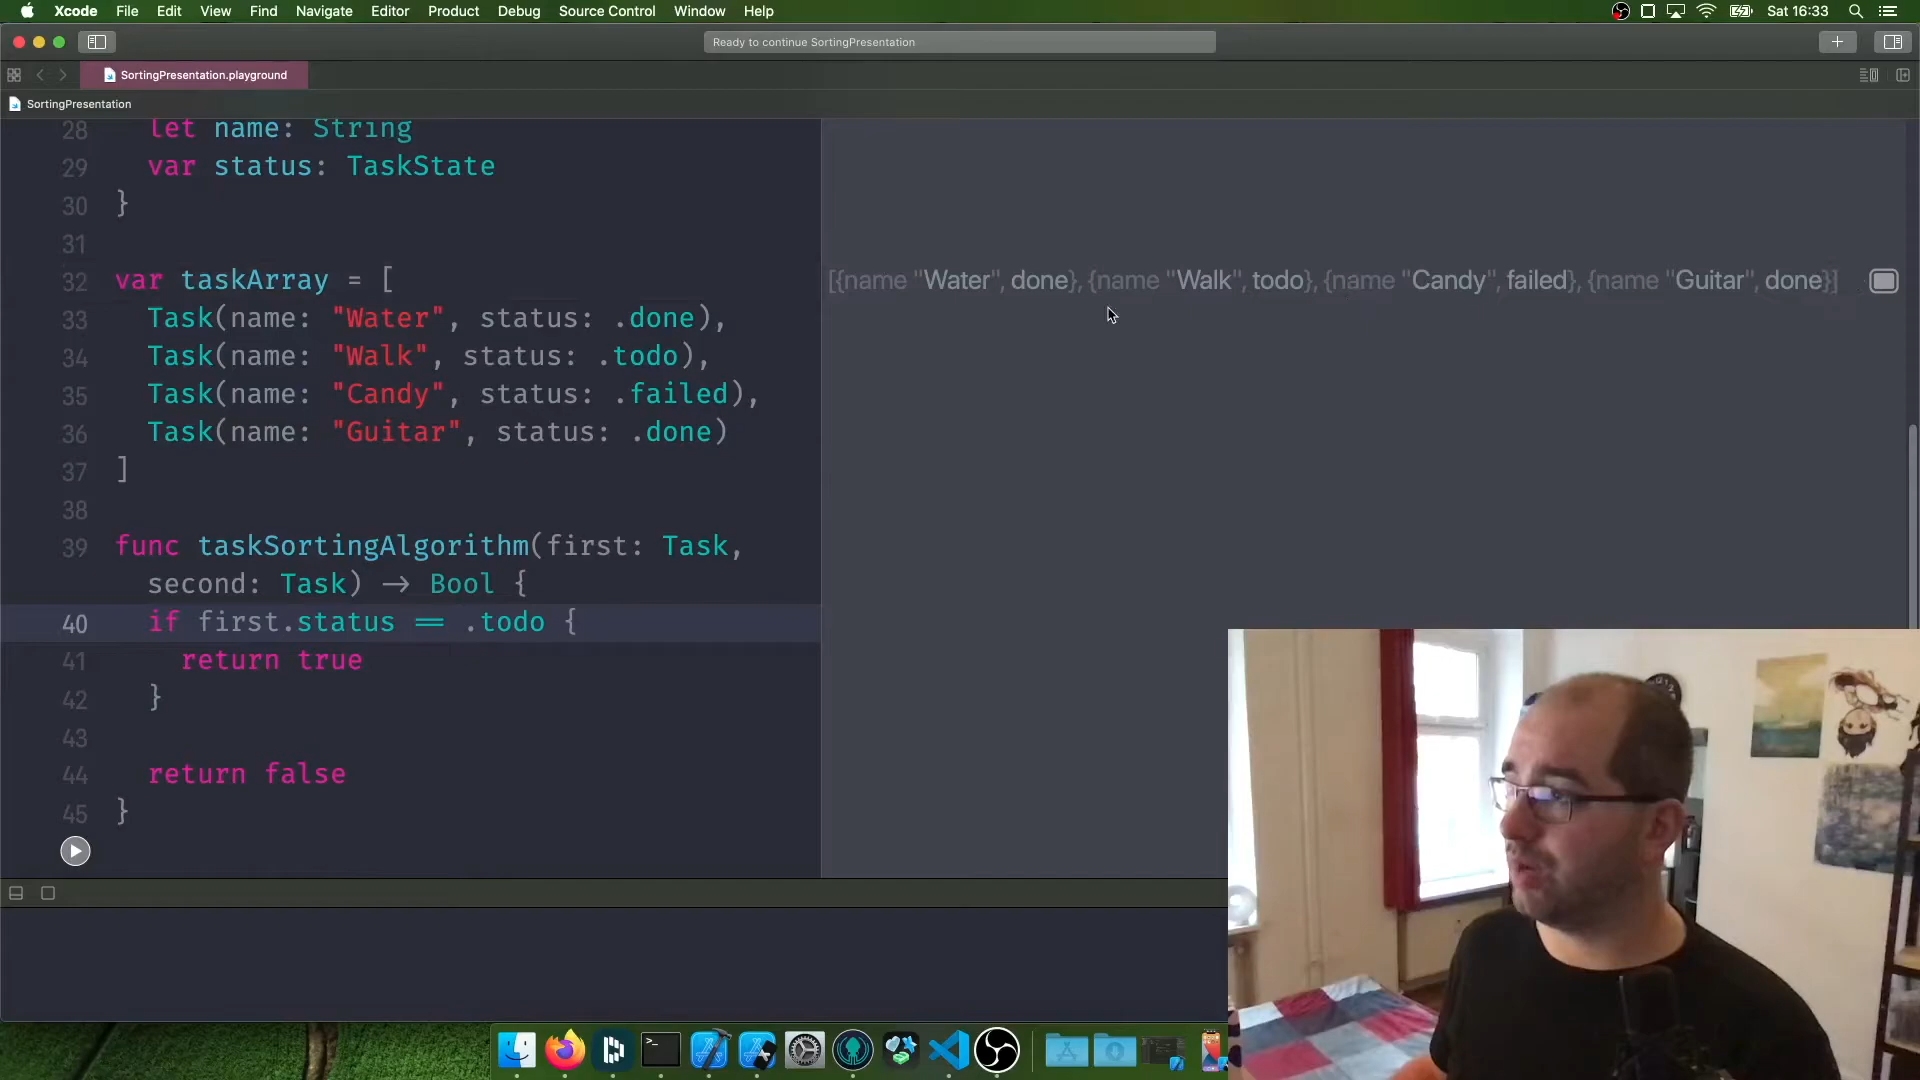 Xcode File Edit View Find Navigate Editor Product Debug Source Control Window Help Sat 16:33
Ready to continue SortingPresentation
SortingPresentation.playground
SortingPresentation
28 let name: String
29 var status: TaskState
30 }
31
32 var taskArray = [
[{name "Water", done}, {name "Walk", todo}, {name "Candy", failed}, {name "Guitar", done}]
33 Task(name: "Water", status: .done),
34 Task(name: "Walk", status: .todo),
35 Task(name: "Candy", status: .failed),
36 Task(name: "Guitar", status: .done)
37 ]
38
39 func taskSortingAlgorithm(first: Task,
second: Task) -> Bool {
40 if first.status == .todo {
41 return true
42 }
43
44 return false
45 }